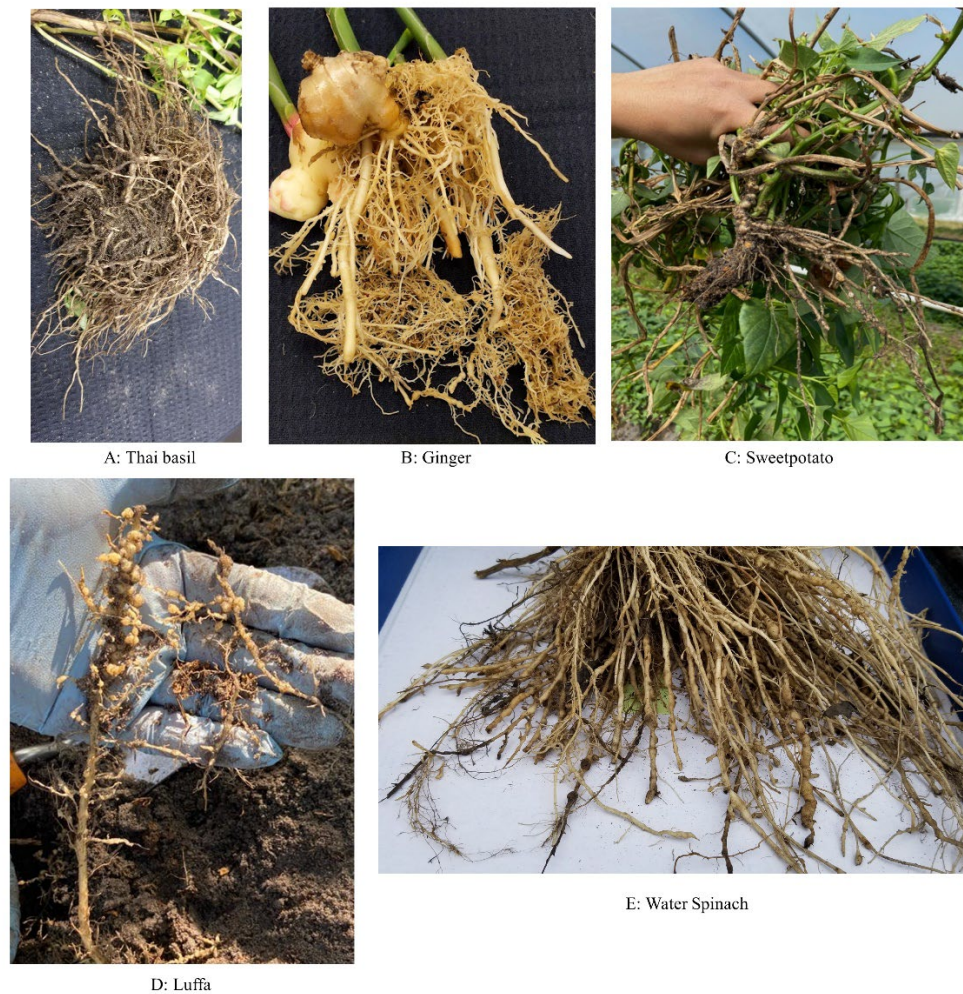 A: Thai basil
B: Ginger
C: Sweetpotato
D: Luffa
E: Water Spinach